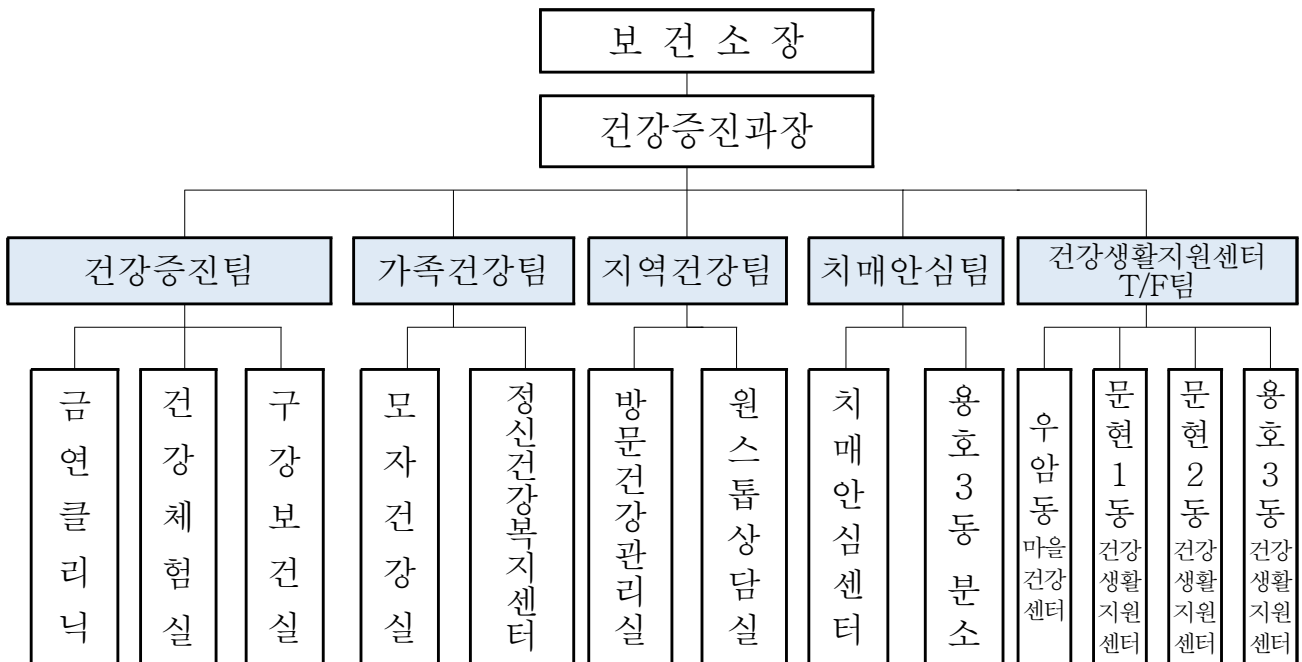 보 건 소 장
건강증진과장
건강증진팀
가족건강팀
지역건강팀
치매안심팀
건강생활지원센터
T/F팀
금연클리닉
건강체험실
구강보건실
모자건강실
정신건강복지센터
방문건강관리실
원스톱상담실
치매안심센터
용호3동 분소
우암동 마을건강센터
문현1동 건강생활지원센터
문현2동 건강생활지원센터
용호3동 건강생활지원센터